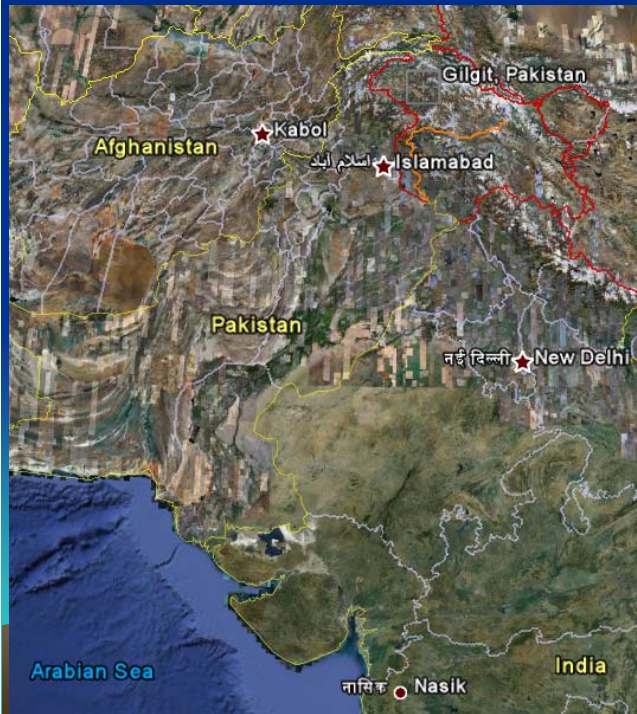 Gilgit, Pakistan
Kabol
Afghanistan
اسلام آباد Islamabad
Pakistan
नई दिल्ली New Delhi
Arabian Sea
India
नासिक Nasik